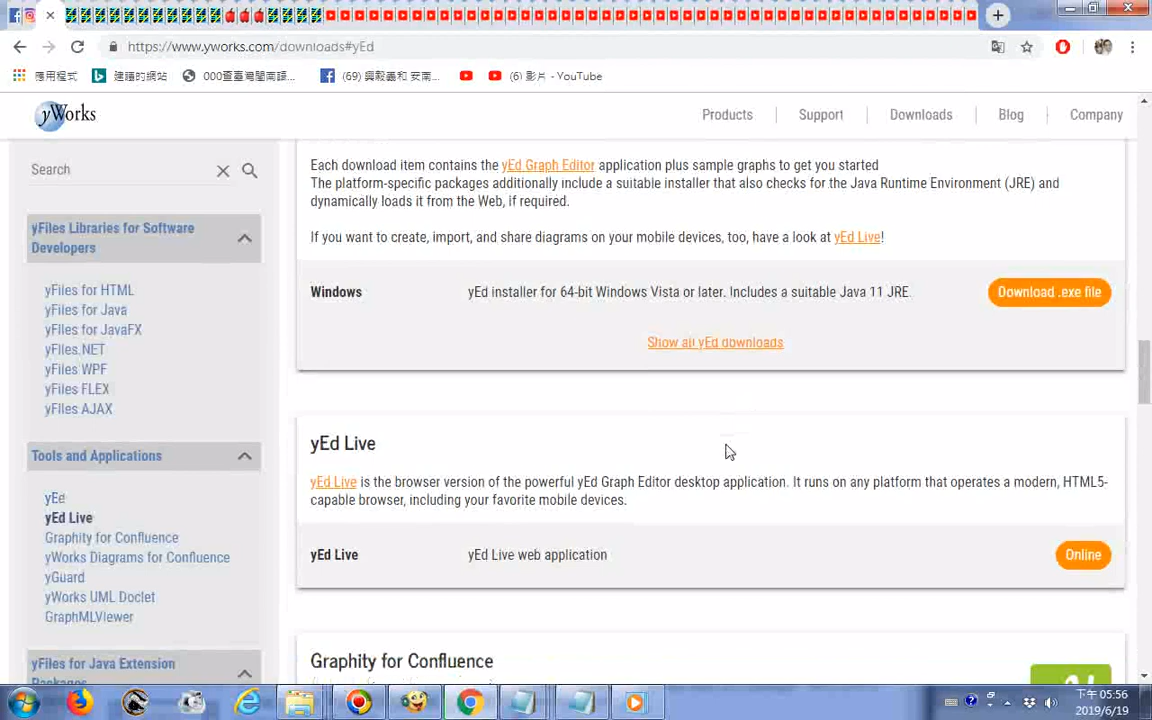 https://www.yworks.com/downloads#yEd
應用程式
建議的網站
000查臺灣閩南語...
(69) 興毅義和 安南...
(6) 影片 - YouTube
yWorks
Products
Support
Downloads
Blog
Company
Search
yFiles Libraries for Software
Developers
yFiles for HTML
yFiles for Java
yFiles for JavaFX
yFiles.NET
yFiles WPF
yFiles FLEX
yFiles AJAX
Tools and Applications
yEd
yEd Live
Graphity for Confluence
yWorks Diagrams for Confluence
yGuard
yWorks UML Doclet
GraphMLViewer
yFiles for Java Extension
Packages
Each download item contains the yEd Graph Editor application plus sample graphs to get you started
The platform-specific packages additionally include a suitable installer that also checks for the Java Runtime Environment (JRE) and
dynamically loads it from the Web, if required.
If you want to create, import, and share diagrams on your mobile devices, too, have a look at yEd Live!
Windows
yEd installer for 64-bit Windows Vista or later. Includes a suitable Java 11 JRE.
Download .exe file
Show all yEd downloads
yEd Live
yEd Live is the browser version of the powerful yEd Graph Editor desktop application. It runs on any platform that operates a modern, HTML5-
capable browser, including your favorite mobile devices.
yEd Live
yEd Live web application
Online
Graphity for Confluence
下午 05:56
2019/6/19